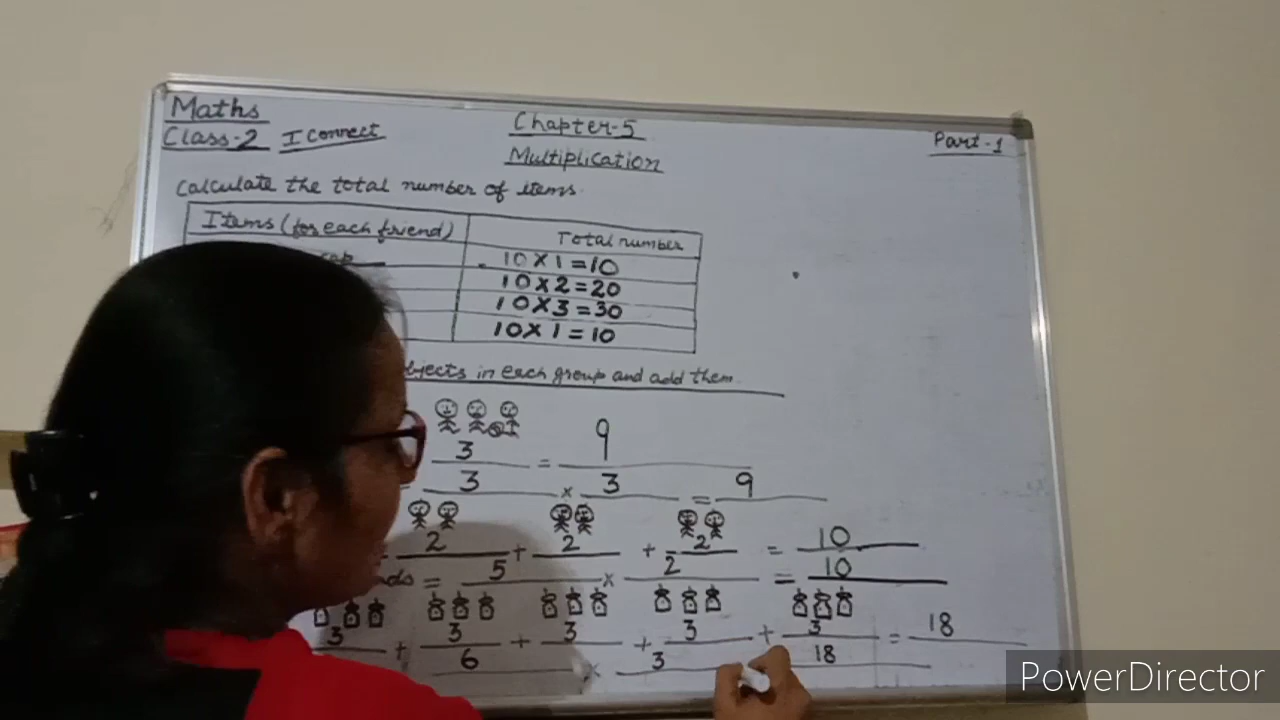 Maths
Class-2 I connect
Chapter-5
Multiplication
Part-1
Calculate the total number of items.
Items (for each friend) Total number
cap 10 X 1 = 10
10 X 2 = 20
10 X 3 = 30
10 X 1 = 10
objects in each group and add them.
3 = 9
3 x 3 = 9
= 2 + 2 + 2 = 10
= 5 x 2 = 10
3 + 3 + 3 + 3 + 3 = 18
6 x 3 18
PowerDirector